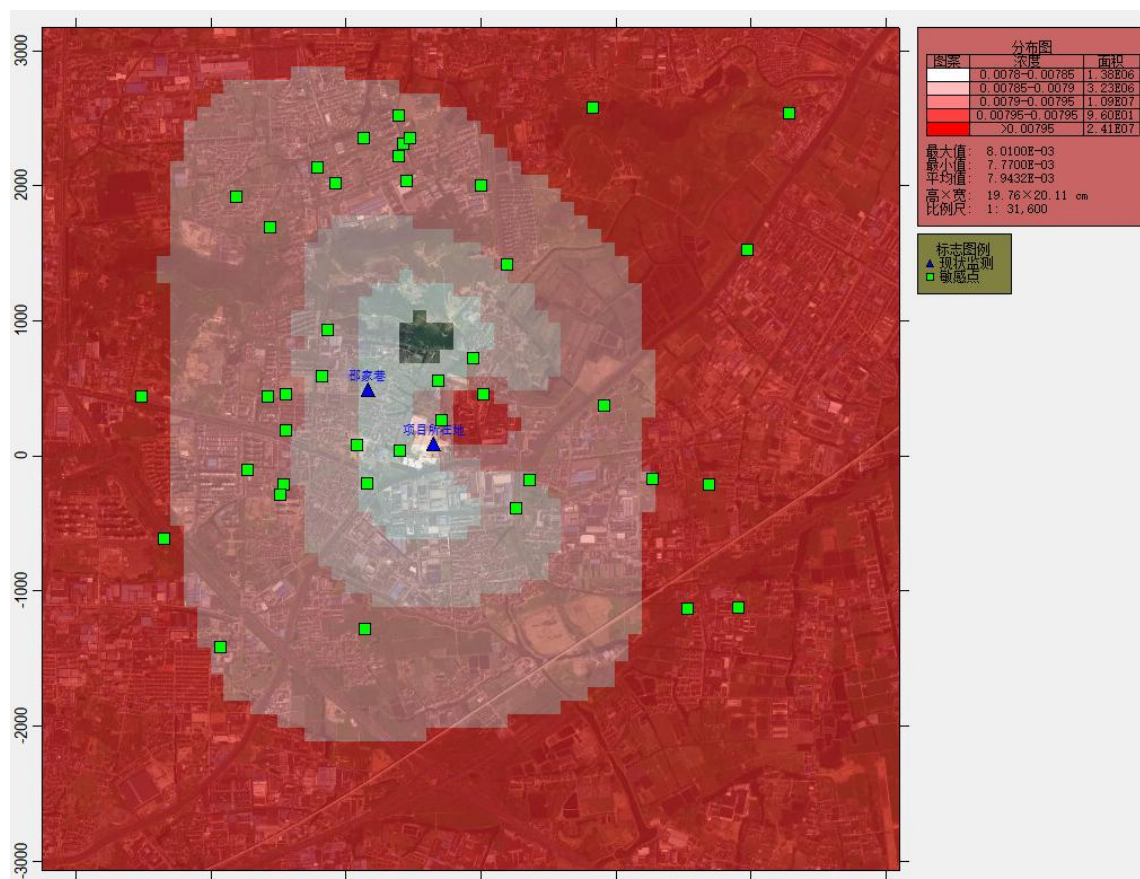 分布图
图案 浓度 面积
0.0078-0.00785 1.38E06
0.00785-0.0079 3.23E06
0.0079-0.00795 1.09E07
0.00795-0.00795 9.60E01
>0.00795 2.41E07
最大值: 8.0100E-03
最小值: 7.7700E-03
平均值: 7.9432E-03
高×宽: 19.76×20.11 cm
比例尺: 1: 31,600
标志图例
现状监测
敏感点
3000
2000
1000
邵家巷
项目所在地
0
-1000
-2000
-3000